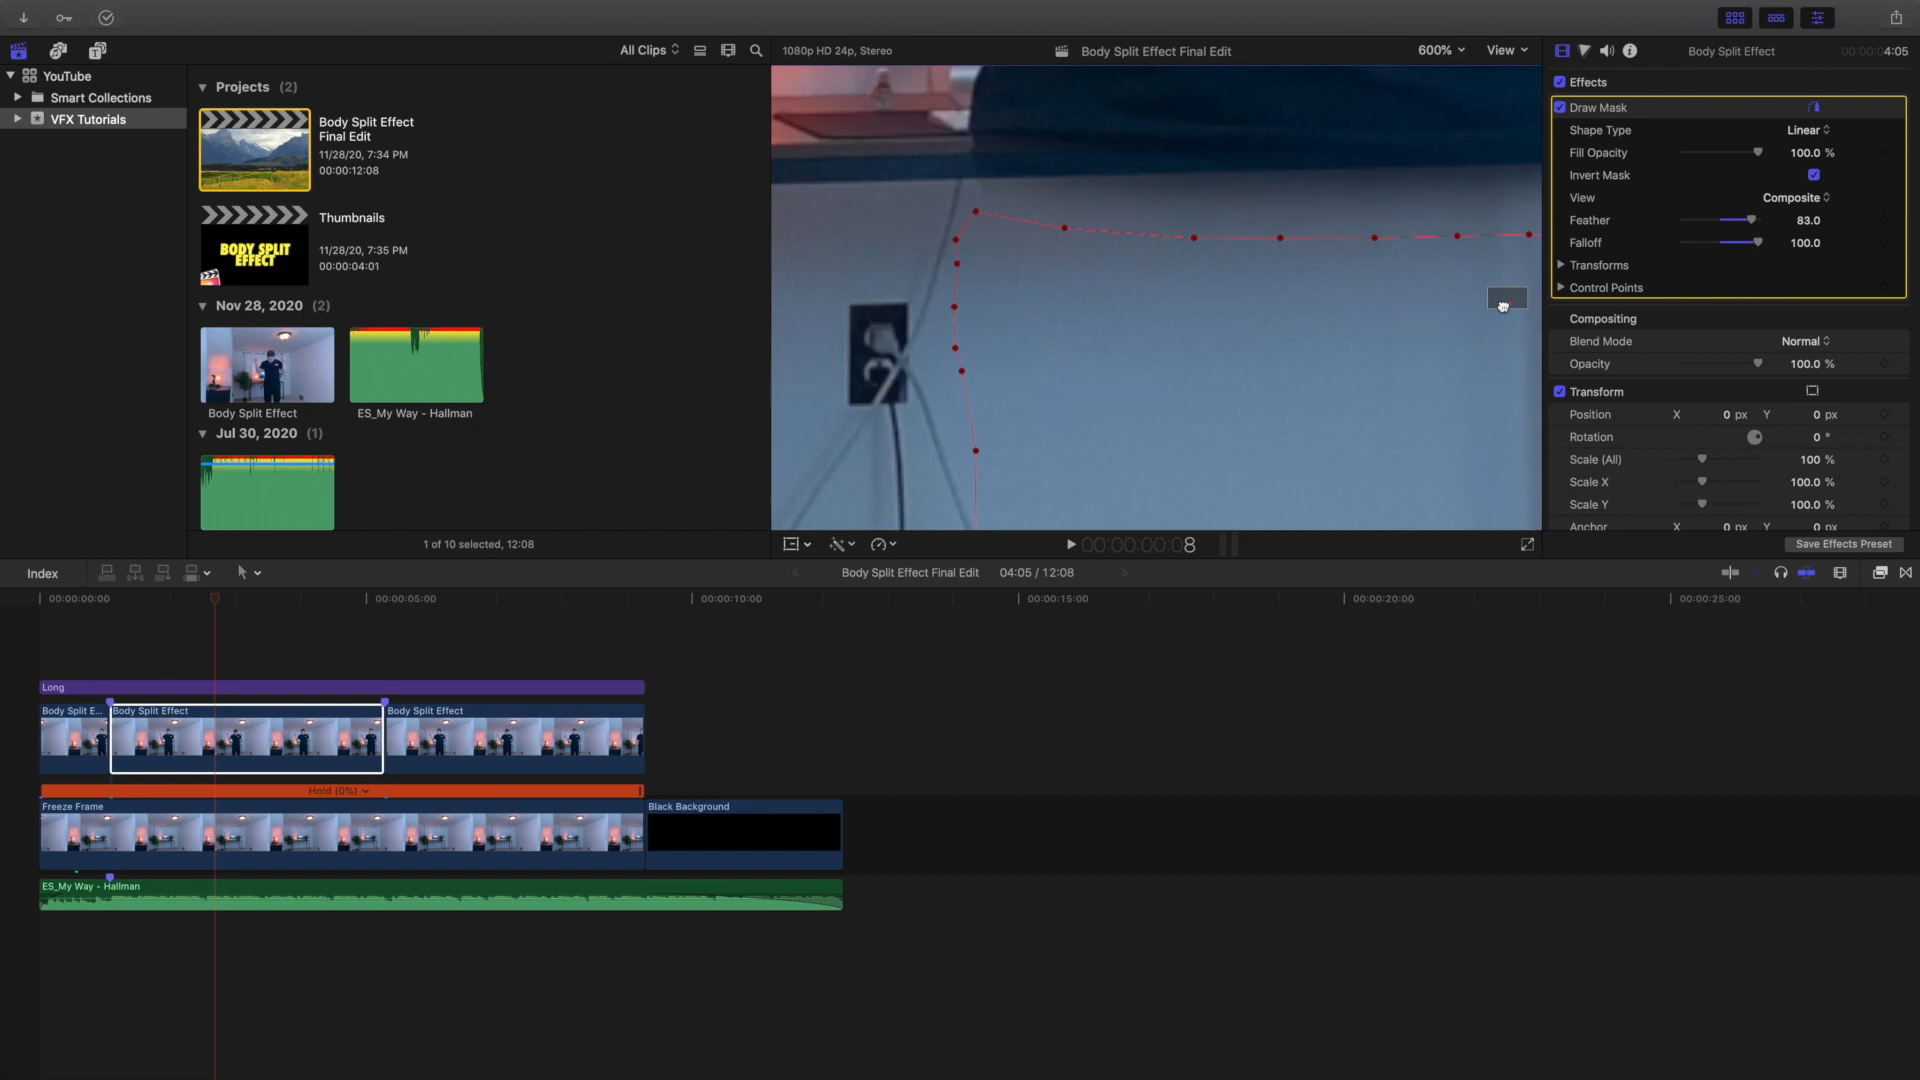 All Clips
1080p HD 24p, Stereo
Body Split Effect Final Edit
600%
View
Body Split Effect
00:00:04:05
YouTube
Smart Collections
VFX Tutorials
Projects (2)
Body Split Effect
Final Edit
11/28/20, 7:34 PM
00:00:12:08
Thumbnails
11/28/20, 7:35 PM
00:00:04:01
BODY SPLIT
EFFECT
Nov 28, 2020 (2)
Body Split Effect
ES_My Way - Hallman
Jul 30, 2020 (1)
1 of 10 selected, 12:08
00:00:00:08
Effects
Draw Mask
Shape Type Linear
Fill Opacity 100.0 %
Invert Mask
View Composite
Feather 83.0
Falloff 100.0
Transforms
Control Points
Compositing
Blend Mode Normal
Opacity 100.0 %
Transform
Position X 0 px Y 0 px
Rotation 0 °
Scale (All) 100 %
Scale X 100.0 %
Scale Y 100.0 %
Anchor X 0 px Y 0 px
Save Effects Preset
Index
Body Split Effect Final Edit 04:05 / 12:08
00:00:00:00
00:00:05:00
00:00:10:00
00:00:15:00
00:00:20:00
00:00:25:00
Long
Body Split E...
Body Split Effect
Body Split Effect
Hold (0%)
Freeze Frame
Black Background
ES_My Way - Hallman